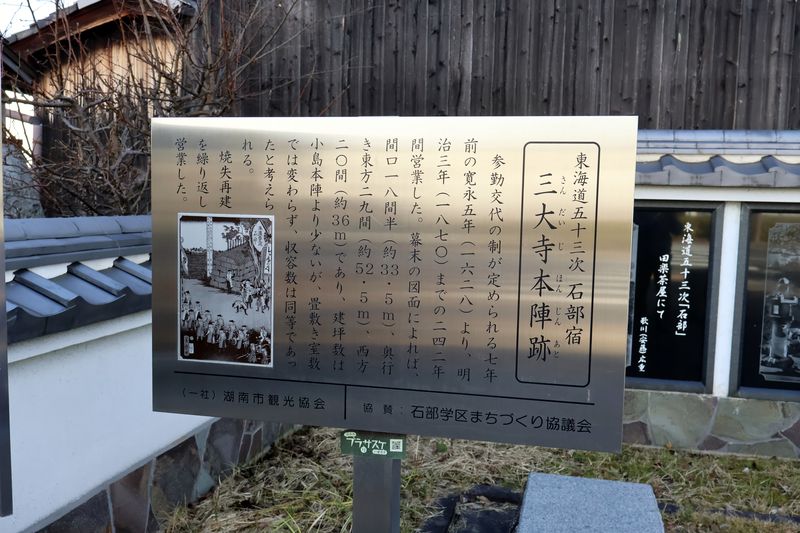 東海道五十三次 石部宿
三大寺本陣跡
さん だい じ ほん じん あと
参勤交代の制が定められる七年
前の寛永五年(一六二八)より、明
治三年(一八七〇)までの二四二年
間営業した。幕末の図面によれば、
間口一八間半(約33・5m)、奥行
き東方二九間(約52・5m)、西方
二〇間(約36m)であり、建坪数は
小島本陣より少ないが、畳敷き室数
では変わらず、収容数は同等であっ
たと考えら
れる。
焼失再建
を繰り返し
営業した。
(一社)湖南市観光協会
協賛:石部学区まちづくり協議会
プラサスケ
東海道五十三次「石部」
田楽茶屋にて
歌川(安藤)広重